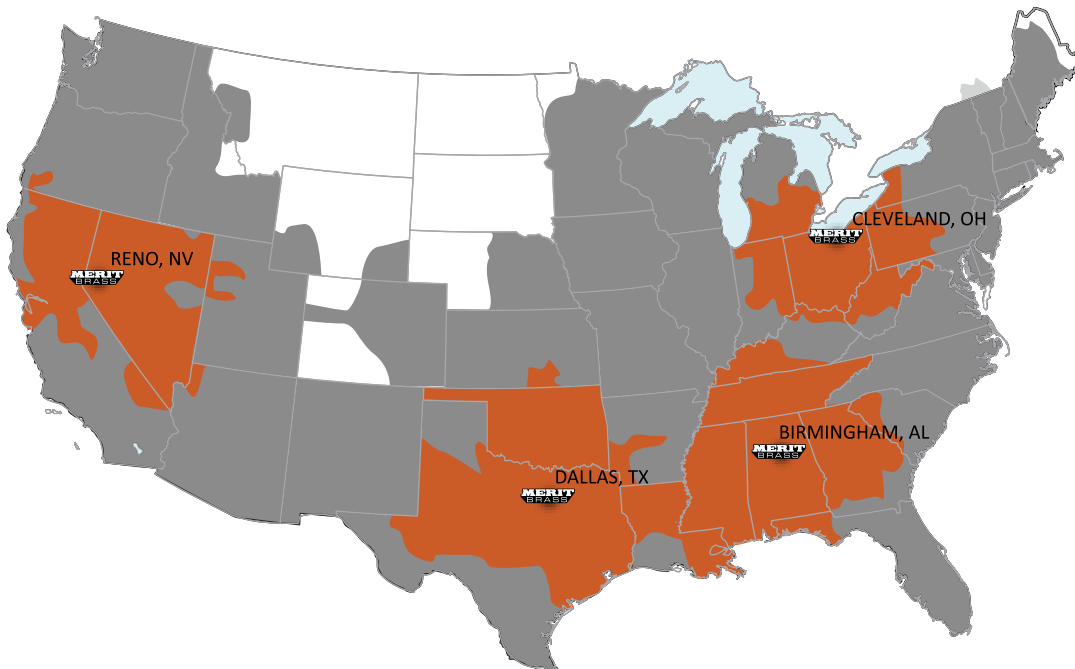 CLEVELAND, OH
MERIT
BRASS
RENO, NV
MERIT
BRASS
BIRMINGHAM, AL
MERIT
BRASS
DALLAS, TX
MERIT
BRASS